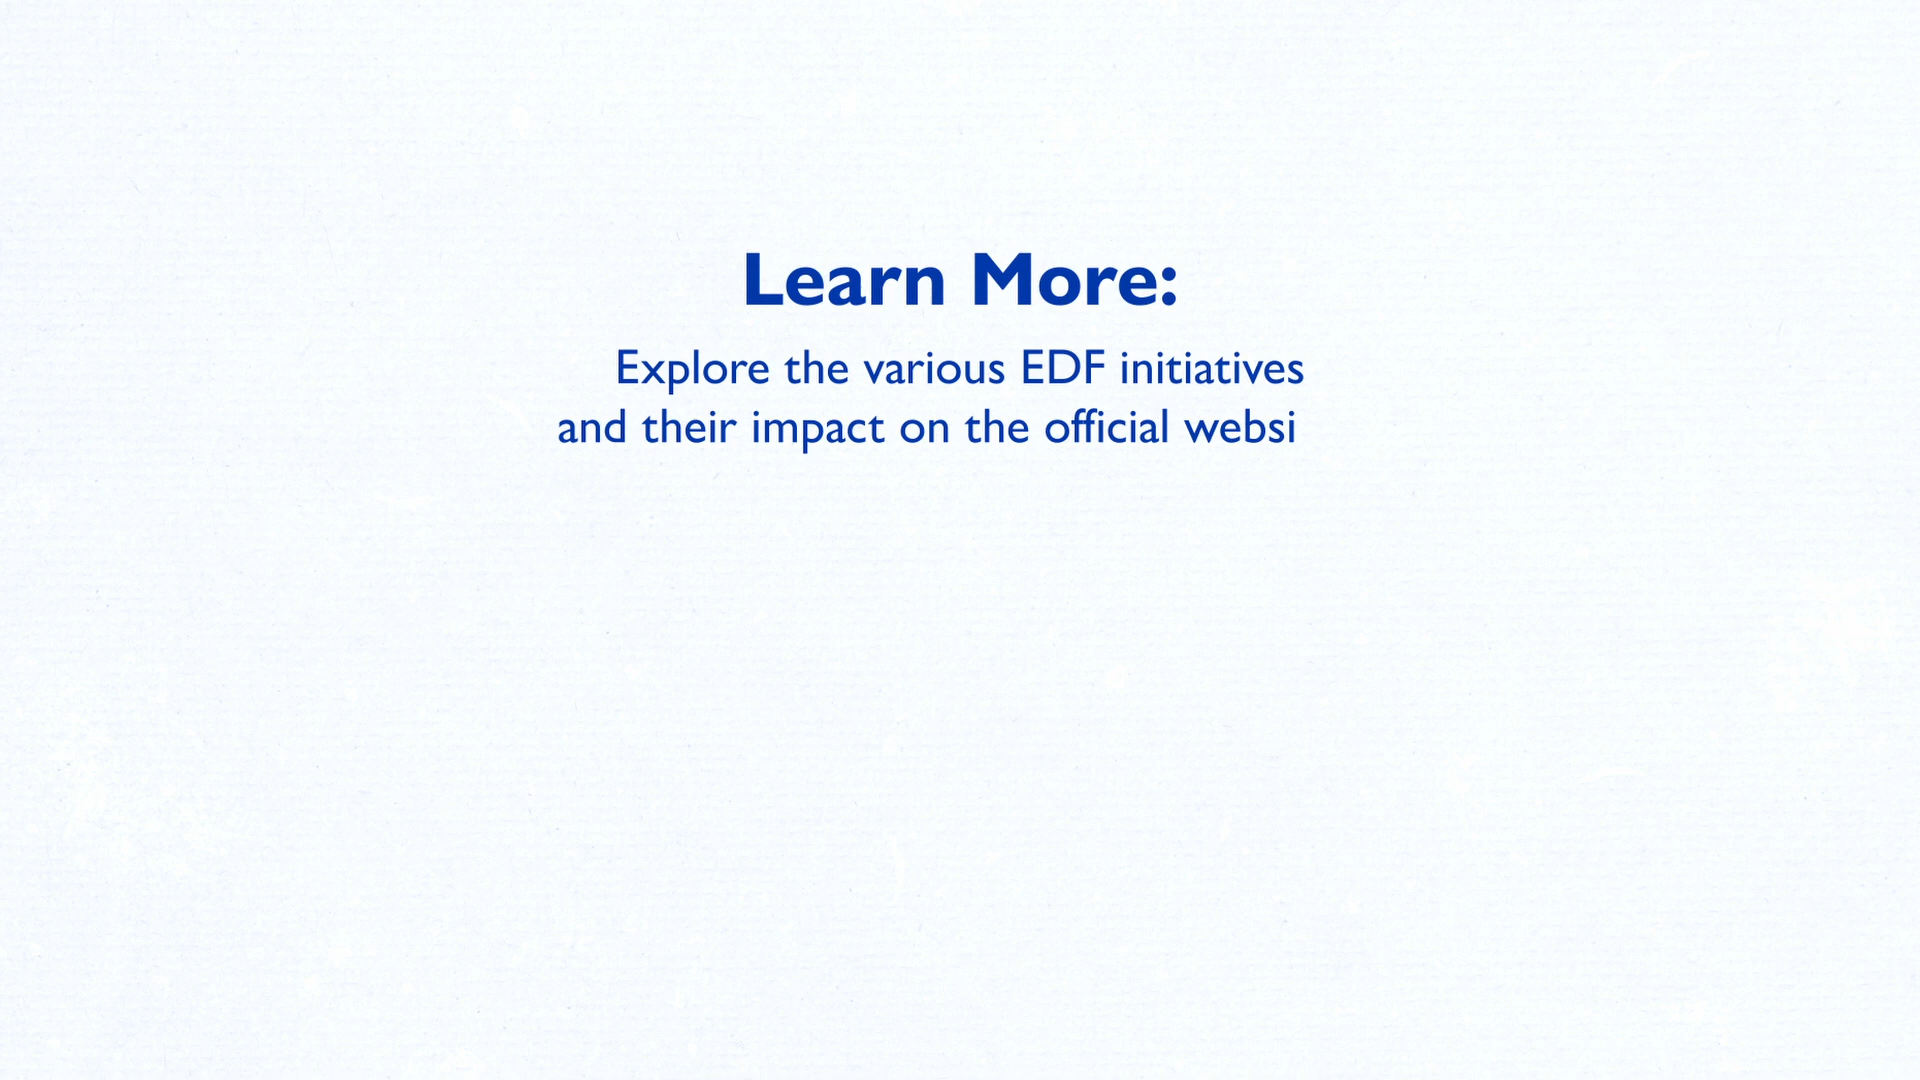 Learn More:
Explore the various EDF initiatives
and their impact on the official websi